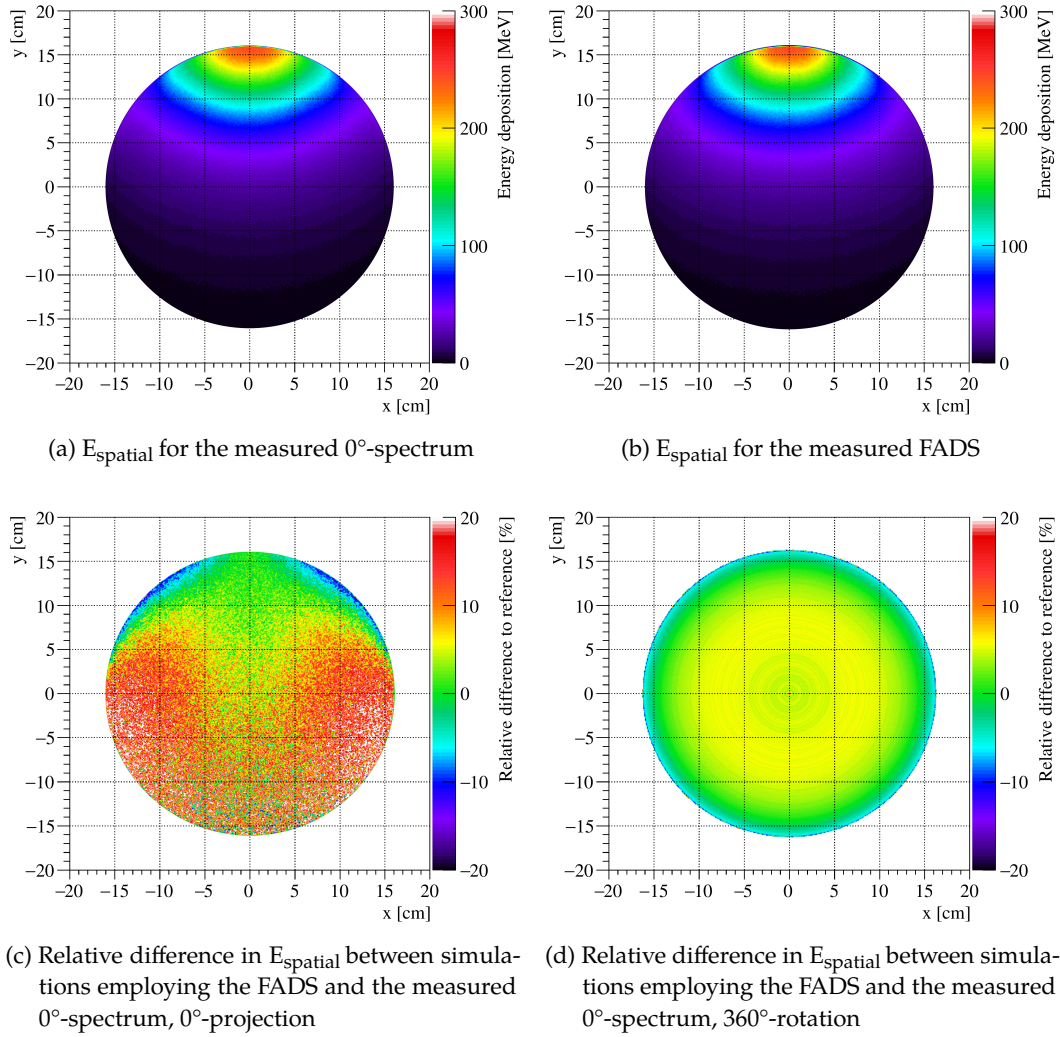 y [cm]
20
15
10
5
0
−5
−10
−15
−20
−20 −15 −10 −5 0 5 10 15 20
x [cm]
300
200
100
0
Energy deposition [MeV]
(a) Espatial for the measured 0°-spectrum
y [cm]
20
15
10
5
0
−5
−10
−15
−20
−20 −15 −10 −5 0 5 10 15 20
x [cm]
300
200
100
0
Energy deposition [MeV]
(b) Espatial for the measured FADS
y [cm]
20
15
10
5
0
−5
−10
−15
−20
−20 −15 −10 −5 0 5 10 15 20
x [cm]
20
10
0
−10
−20
Relative difference to reference [%]
(c) Relative difference in Espatial between simula-
tions employing the FADS and the measured
0°-spectrum, 0°-projection
y [cm]
20
15
10
5
0
−5
−10
−15
−20
−20 −15 −10 −5 0 5 10 15 20
x [cm]
20
10
0
−10
−20
Relative difference to reference [%]
(d) Relative difference in Espatial between simula-
tions employing the FADS and the measured
0°-spectrum, 360°-rotation